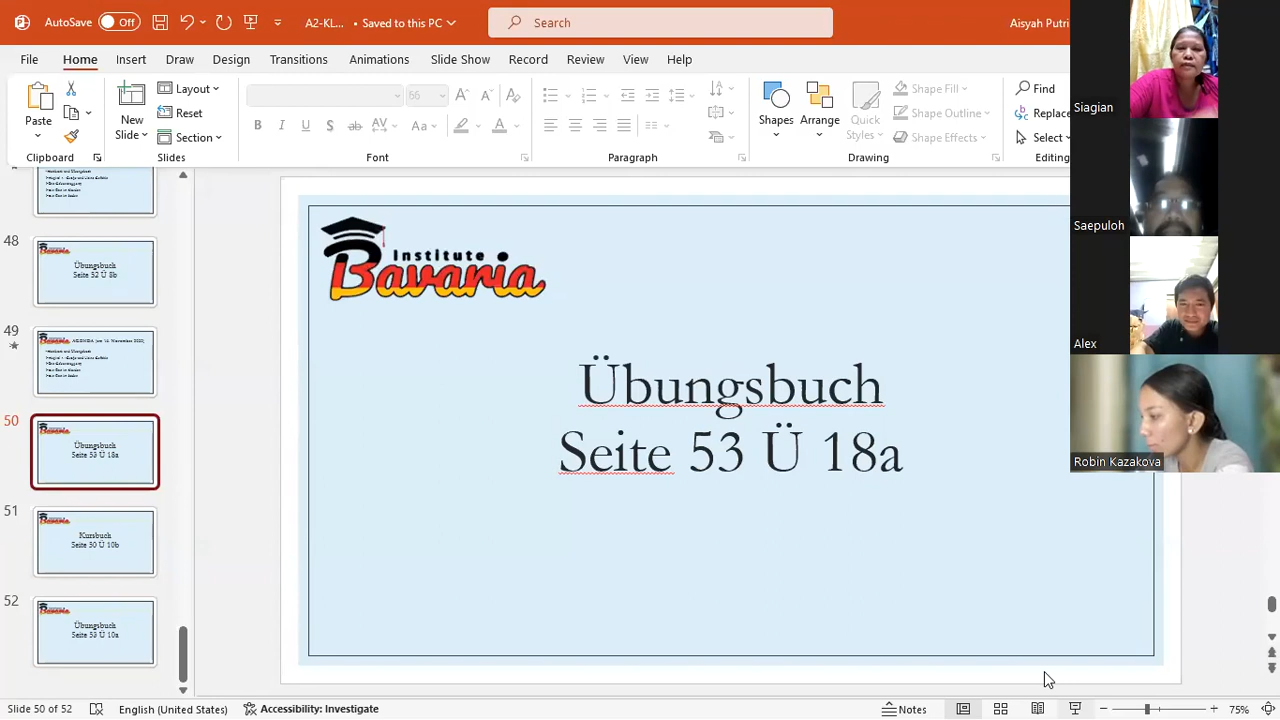 AutoSave Off A2-KL... • Saved to this PC Search Aisyah Putri
File Home Insert Draw Design Transitions Animations Slide Show Record Review View Help
Paste New Slide Layout Reset Section 56 Shapes Arrange Quick Styles Shape Fill Shape Outline Shape Effects Find Replace Select
Clipboard Slides Font Paragraph Drawing Editing
48
Übungsbuch
Seite 52 Ü 8b
49
50
Übungsbuch
Seite 53 Ü 18a
51
Kursbuch
Seite 30 Ü 10b
52
Übungsbuch
Seite 53 Ü 10a
Institute
Bavaria
Übungsbuch
Seite 53 Ü 18a
Siagian
Saepuloh
Alex
Robin Kazakova
Slide 50 of 52 English (United States) Accessibility: Investigate Notes 75%